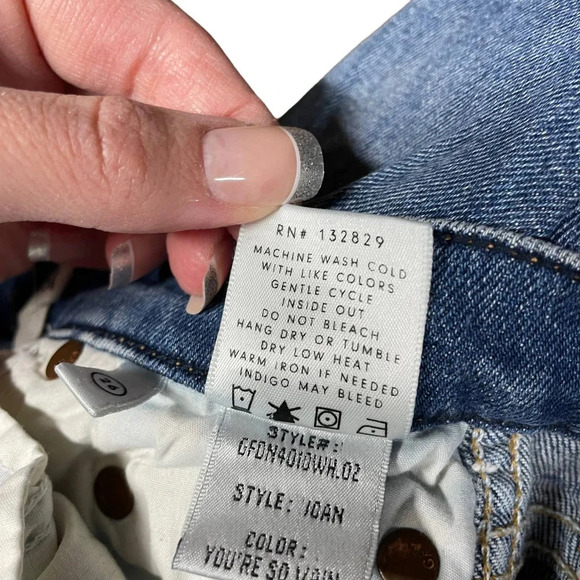 RN# 132829
MACHINE WASH COLD
WITH LIKE COLORS
GENTLE CYCLE
INSIDE OUT
DO NOT BLEACH
HANG DRY OR TUMBLE
DRY LOW HEAT
WARM IRON IF NEEDED
INDIGO MAY BLEED
26
STYLE#:
GFDN4010WH.02
STYLE: JOAN
COLOR:
YOU'RE SO VAIN